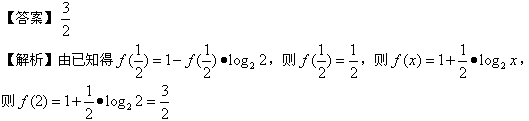 【答案】3/2
【解析】由已知得 f(1/2)=1−f(1/2)•log₂ 2，则 f(1/2)=1/2，则 f(x)=1+1/2•log₂ x，
则 f(2)=1+1/2•log₂ 2=3/2